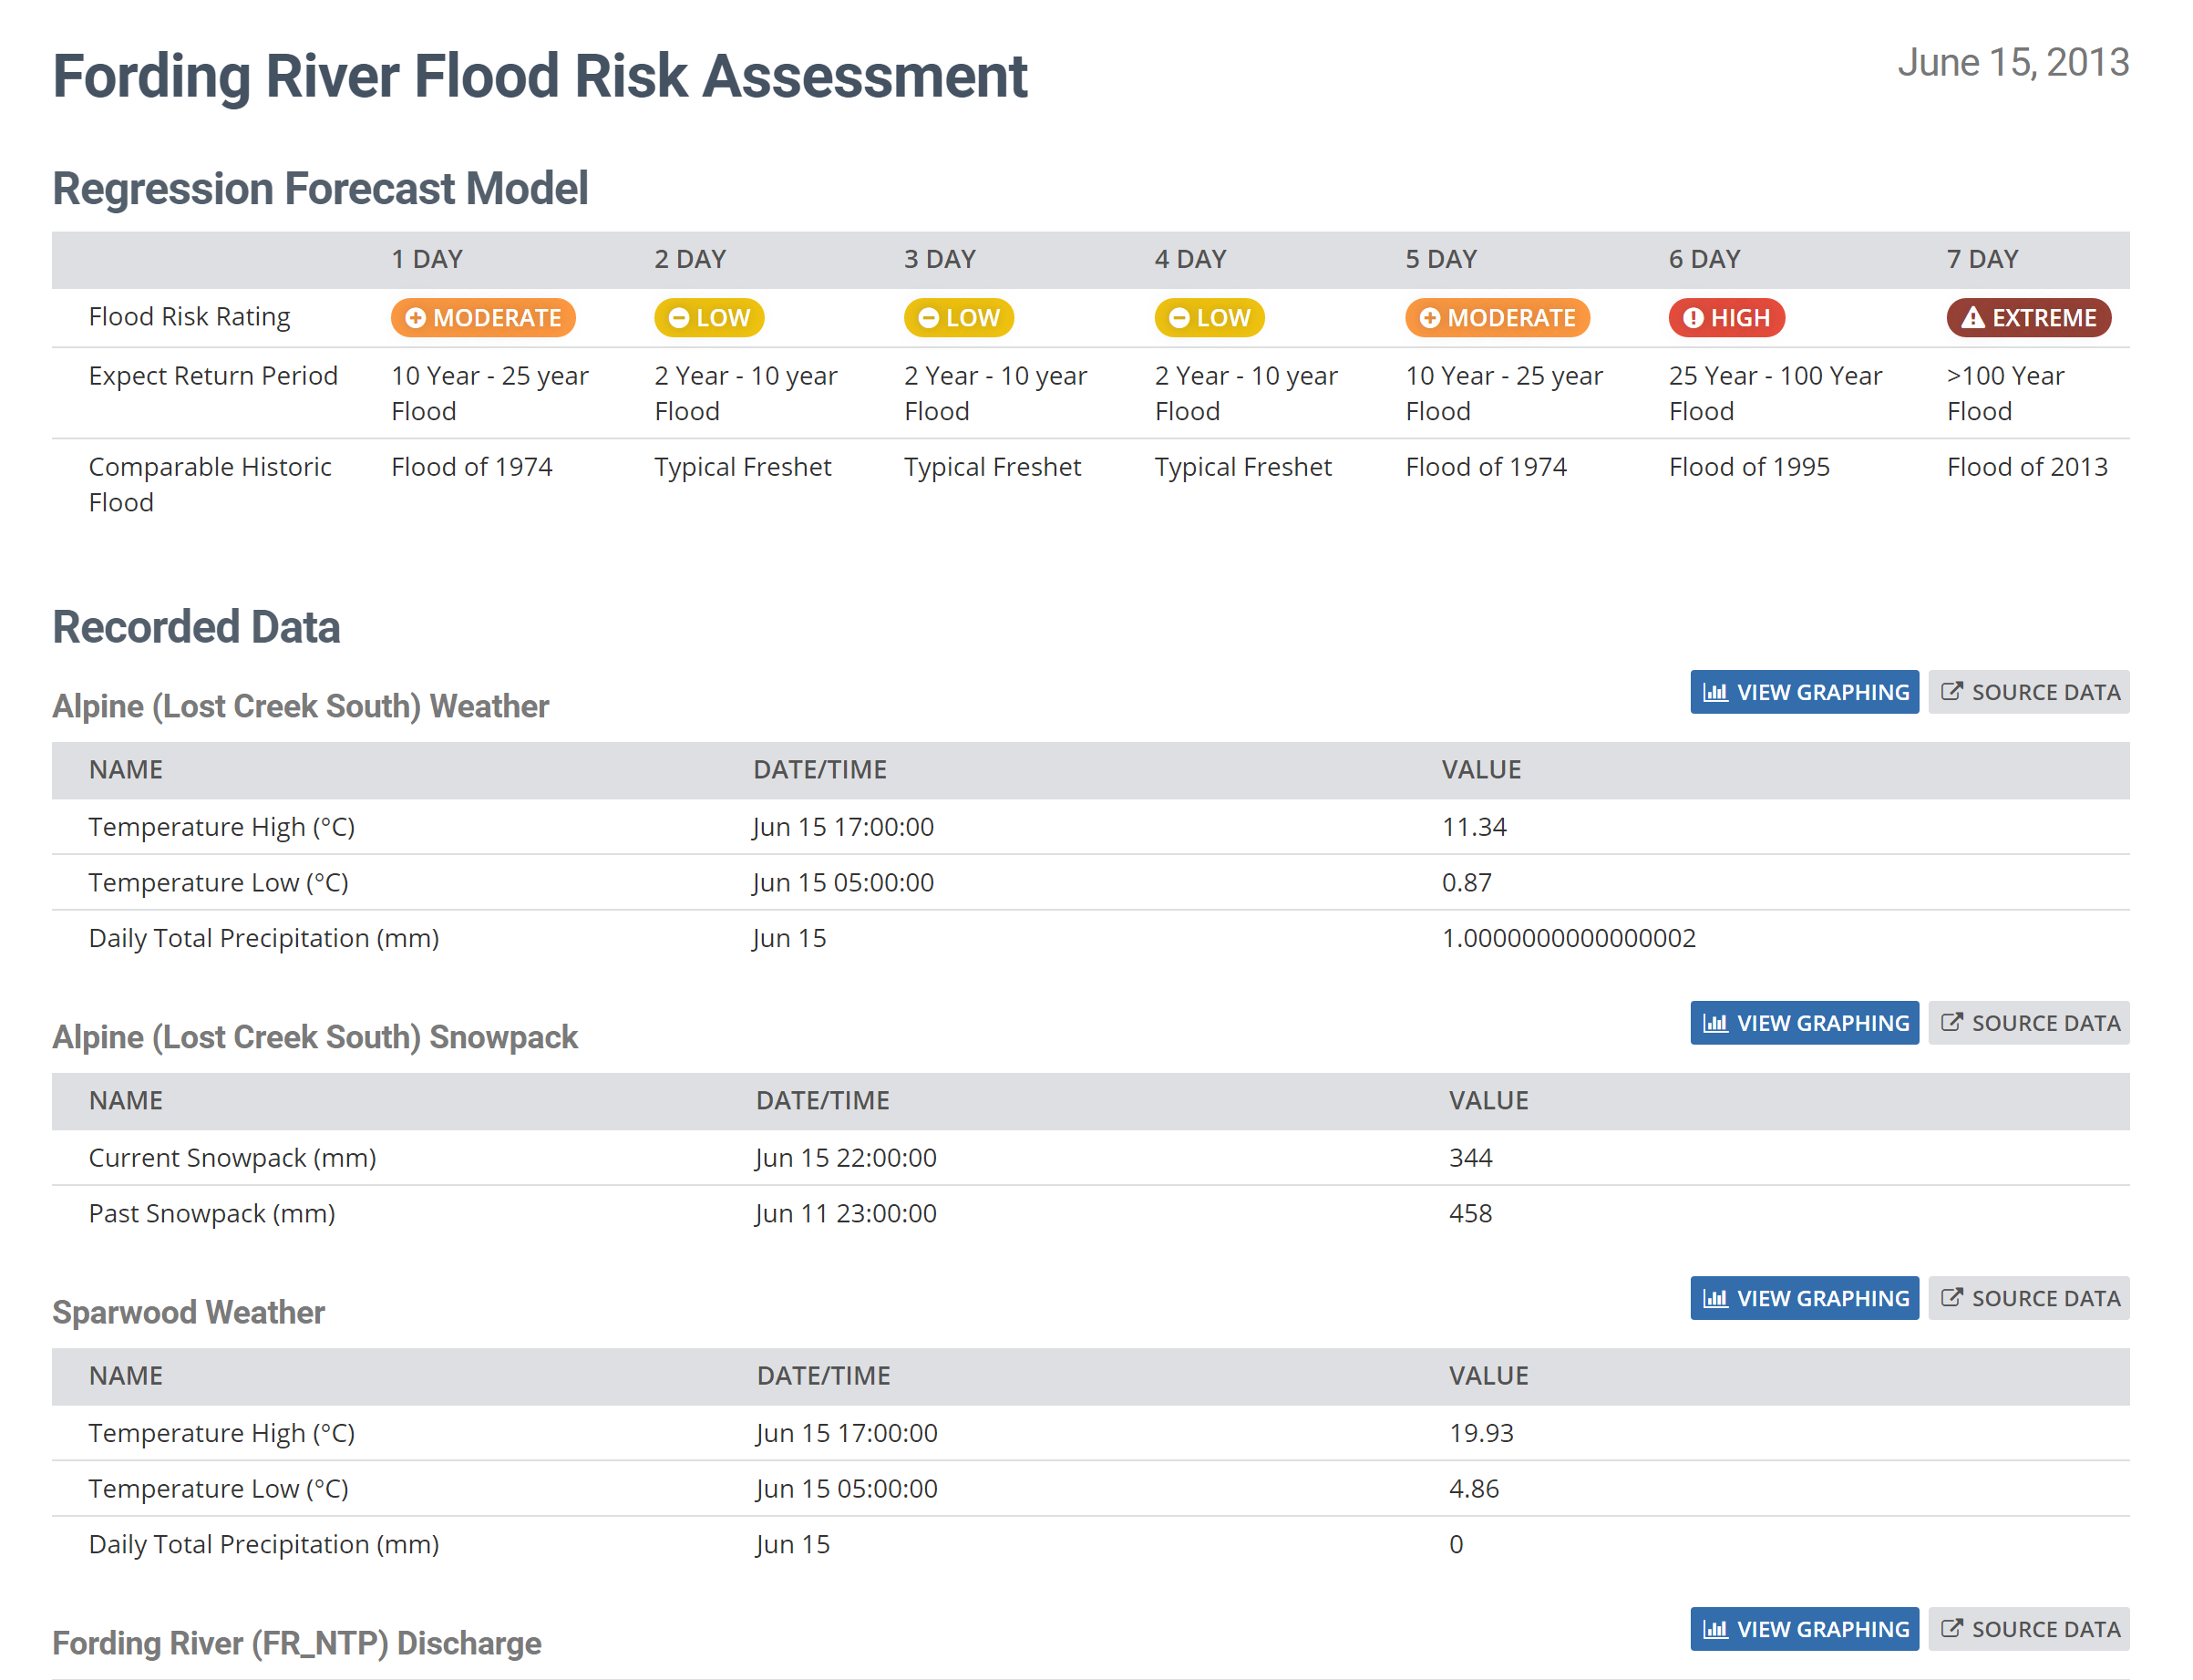 Fording River Flood Risk Assessment
June 15, 2013
Regression Forecast Model
1 DAY 2 DAY 3 DAY 4 DAY 5 DAY 6 DAY 7 DAY
Flood Risk Rating MODERATE LOW LOW LOW MODERATE HIGH EXTREME
Expect Return Period 10 Year - 25 year 2 Year - 10 year 2 Year - 10 year 2 Year - 10 year 10 Year - 25 year 25 Year - 100 Year >100 Year
Flood Flood Flood Flood Flood Flood Flood
Comparable Historic Flood of 1974 Typical Freshet Typical Freshet Typical Freshet Flood of 1974 Flood of 1995 Flood of 2013
Flood
Recorded Data
Alpine (Lost Creek South) Weather VIEW GRAPHING SOURCE DATA
NAME DATE/TIME VALUE
Temperature High (°C) Jun 15 17:00:00 11.34
Temperature Low (°C) Jun 15 05:00:00 0.87
Daily Total Precipitation (mm) Jun 15 1.0000000000000002
Alpine (Lost Creek South) Snowpack VIEW GRAPHING SOURCE DATA
NAME DATE/TIME VALUE
Current Snowpack (mm) Jun 15 22:00:00 344
Past Snowpack (mm) Jun 11 23:00:00 458
Sparwood Weather VIEW GRAPHING SOURCE DATA
NAME DATE/TIME VALUE
Temperature High (°C) Jun 15 17:00:00 19.93
Temperature Low (°C) Jun 15 05:00:00 4.86
Daily Total Precipitation (mm) Jun 15 0
Fording River (FR_NTP) Discharge VIEW GRAPHING SOURCE DATA